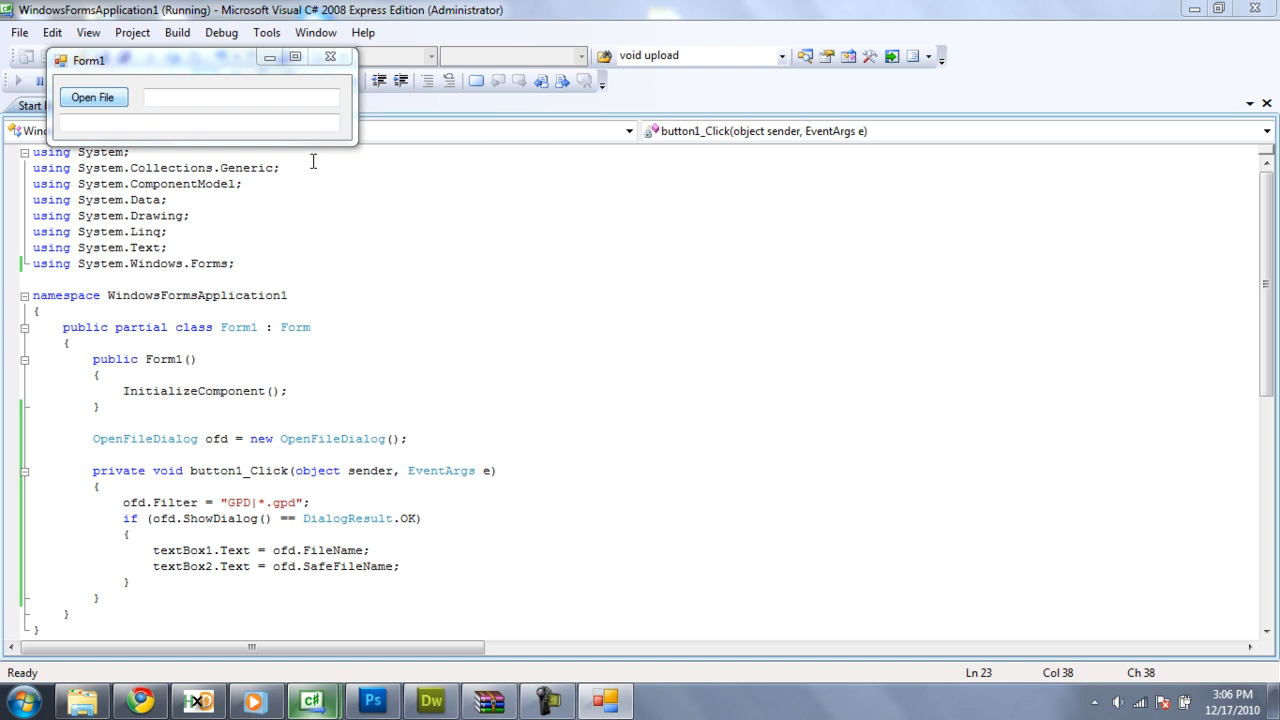 WindowsFormsApplication1 (Running) - Microsoft Visual C# 2008 Express Edition (Administrator)
File Edit View Project Build Debug Tools Window Help
Form1
void upload
Open File
Start
button1_Click(object sender, EventArgs e)
using System;
using System.Collections.Generic;
using System.ComponentModel;
using System.Data;
using System.Drawing;
using System.Linq;
using System.Text;
using System.Windows.Forms;
namespace WindowsFormsApplication1
{
public partial class Form1 : Form
{
public Form1()
{
InitializeComponent();
}
OpenFileDialog ofd = new OpenFileDialog();
private void button1_Click(object sender, EventArgs e)
{
ofd.Filter = "GPD|*.gpd";
if (ofd.ShowDialog() == DialogResult.OK)
{
textBox1.Text = ofd.FileName;
textBox2.Text = ofd.SafeFileName;
}
}
}
}
Ready Ln 23 Col 38 Ch 38
C# Ps Dw
3:06 PM
12/17/2010